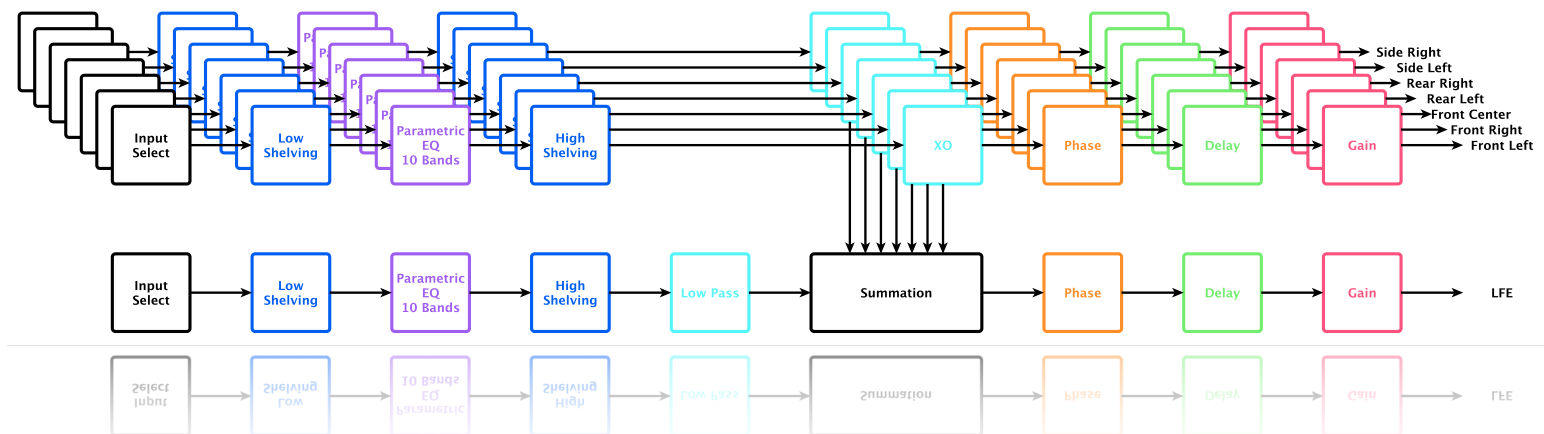 Side Right
Side Left
Rear Right
Rear Left
Front Center
Front Right
Front Left
Input
Select
Low
Shelving
Parametric
EQ
10 Bands
High
Shelving
XO
Phase
Delay
Gain
Input
Select
Low
Shelving
Parametric
EQ
10 Bands
High
Shelving
Low Pass
Summation
Phase
Delay
Gain
LFE